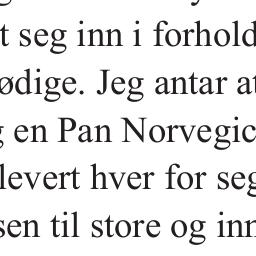 t seg inn i forhold
ødige. Jeg antar at
g en Pan Norvegic
levert hver for seg
sen til store og inn